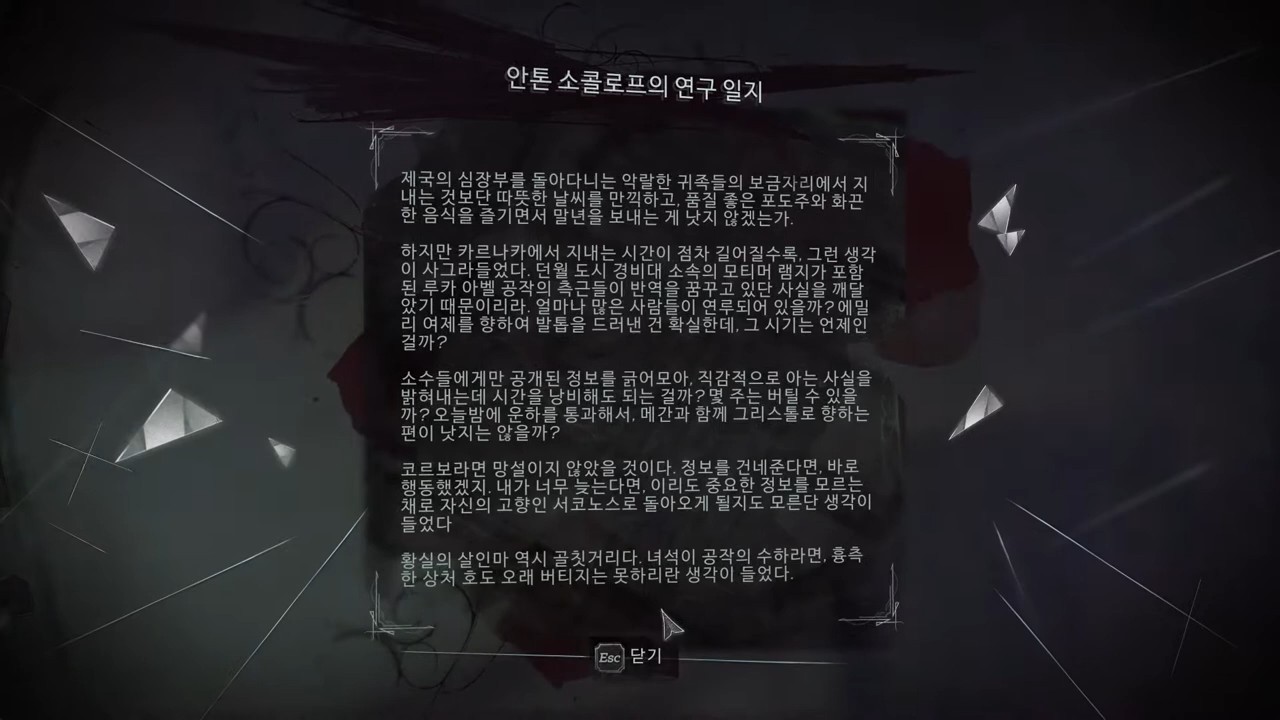 안톤 소콜로프의 연구 일지
제국의 심장부를 돌아다니는 악랄한 귀족들의 보금자리에서 지
내는 것보단 따뜻한 날씨를 만끽하고, 품질 좋은 포도주와 화끈
한 음식을 즐기면서 말년을 보내는 게 낫지 않겠는가.
하지만 카르나카에서 지내는 시간이 점차 길어질수록, 그런 생각
이 사그라들었다. 던월 도시 경비대 소속의 모티머 램지가 포함
된 루카 아벨 공작의 측근들이 반역을 꿈꾸고 있단 사실을 깨달
았기 때문이리라. 얼마나 많은 사람들이 연루되어 있을까? 에밀
리 여제를 향하여 발톱을 드러낸 건 확실한데, 그 시기는 언제인
걸까?
소수들에게만 공개된 정보를 긁어모아, 직감적으로 아는 사실을
밝혀내는데 시간을 낭비해도 되는 걸까? 몇 주는 버틸 수 있을
까? 오늘밤에 운하를 통과해서, 메간과 함께 그리스톨로 향하는
편이 낫지는 않을까?
코르보라면 망설이지 않았을 것이다. 정보를 건네준다면, 바로
행동했겠지. 내가 너무 늦는다면, 이리도 중요한 정보를 모르는
채로 자신의 고향인 서코노스로 돌아오게 될지도 모른단 생각이
들었다
황실의 살인마 역시 골칫거리다. 녀석이 공작의 수하라면, 흉측
한 상처 호도 오래 버티지는 못하리란 생각이 들었다.
Esc 닫기